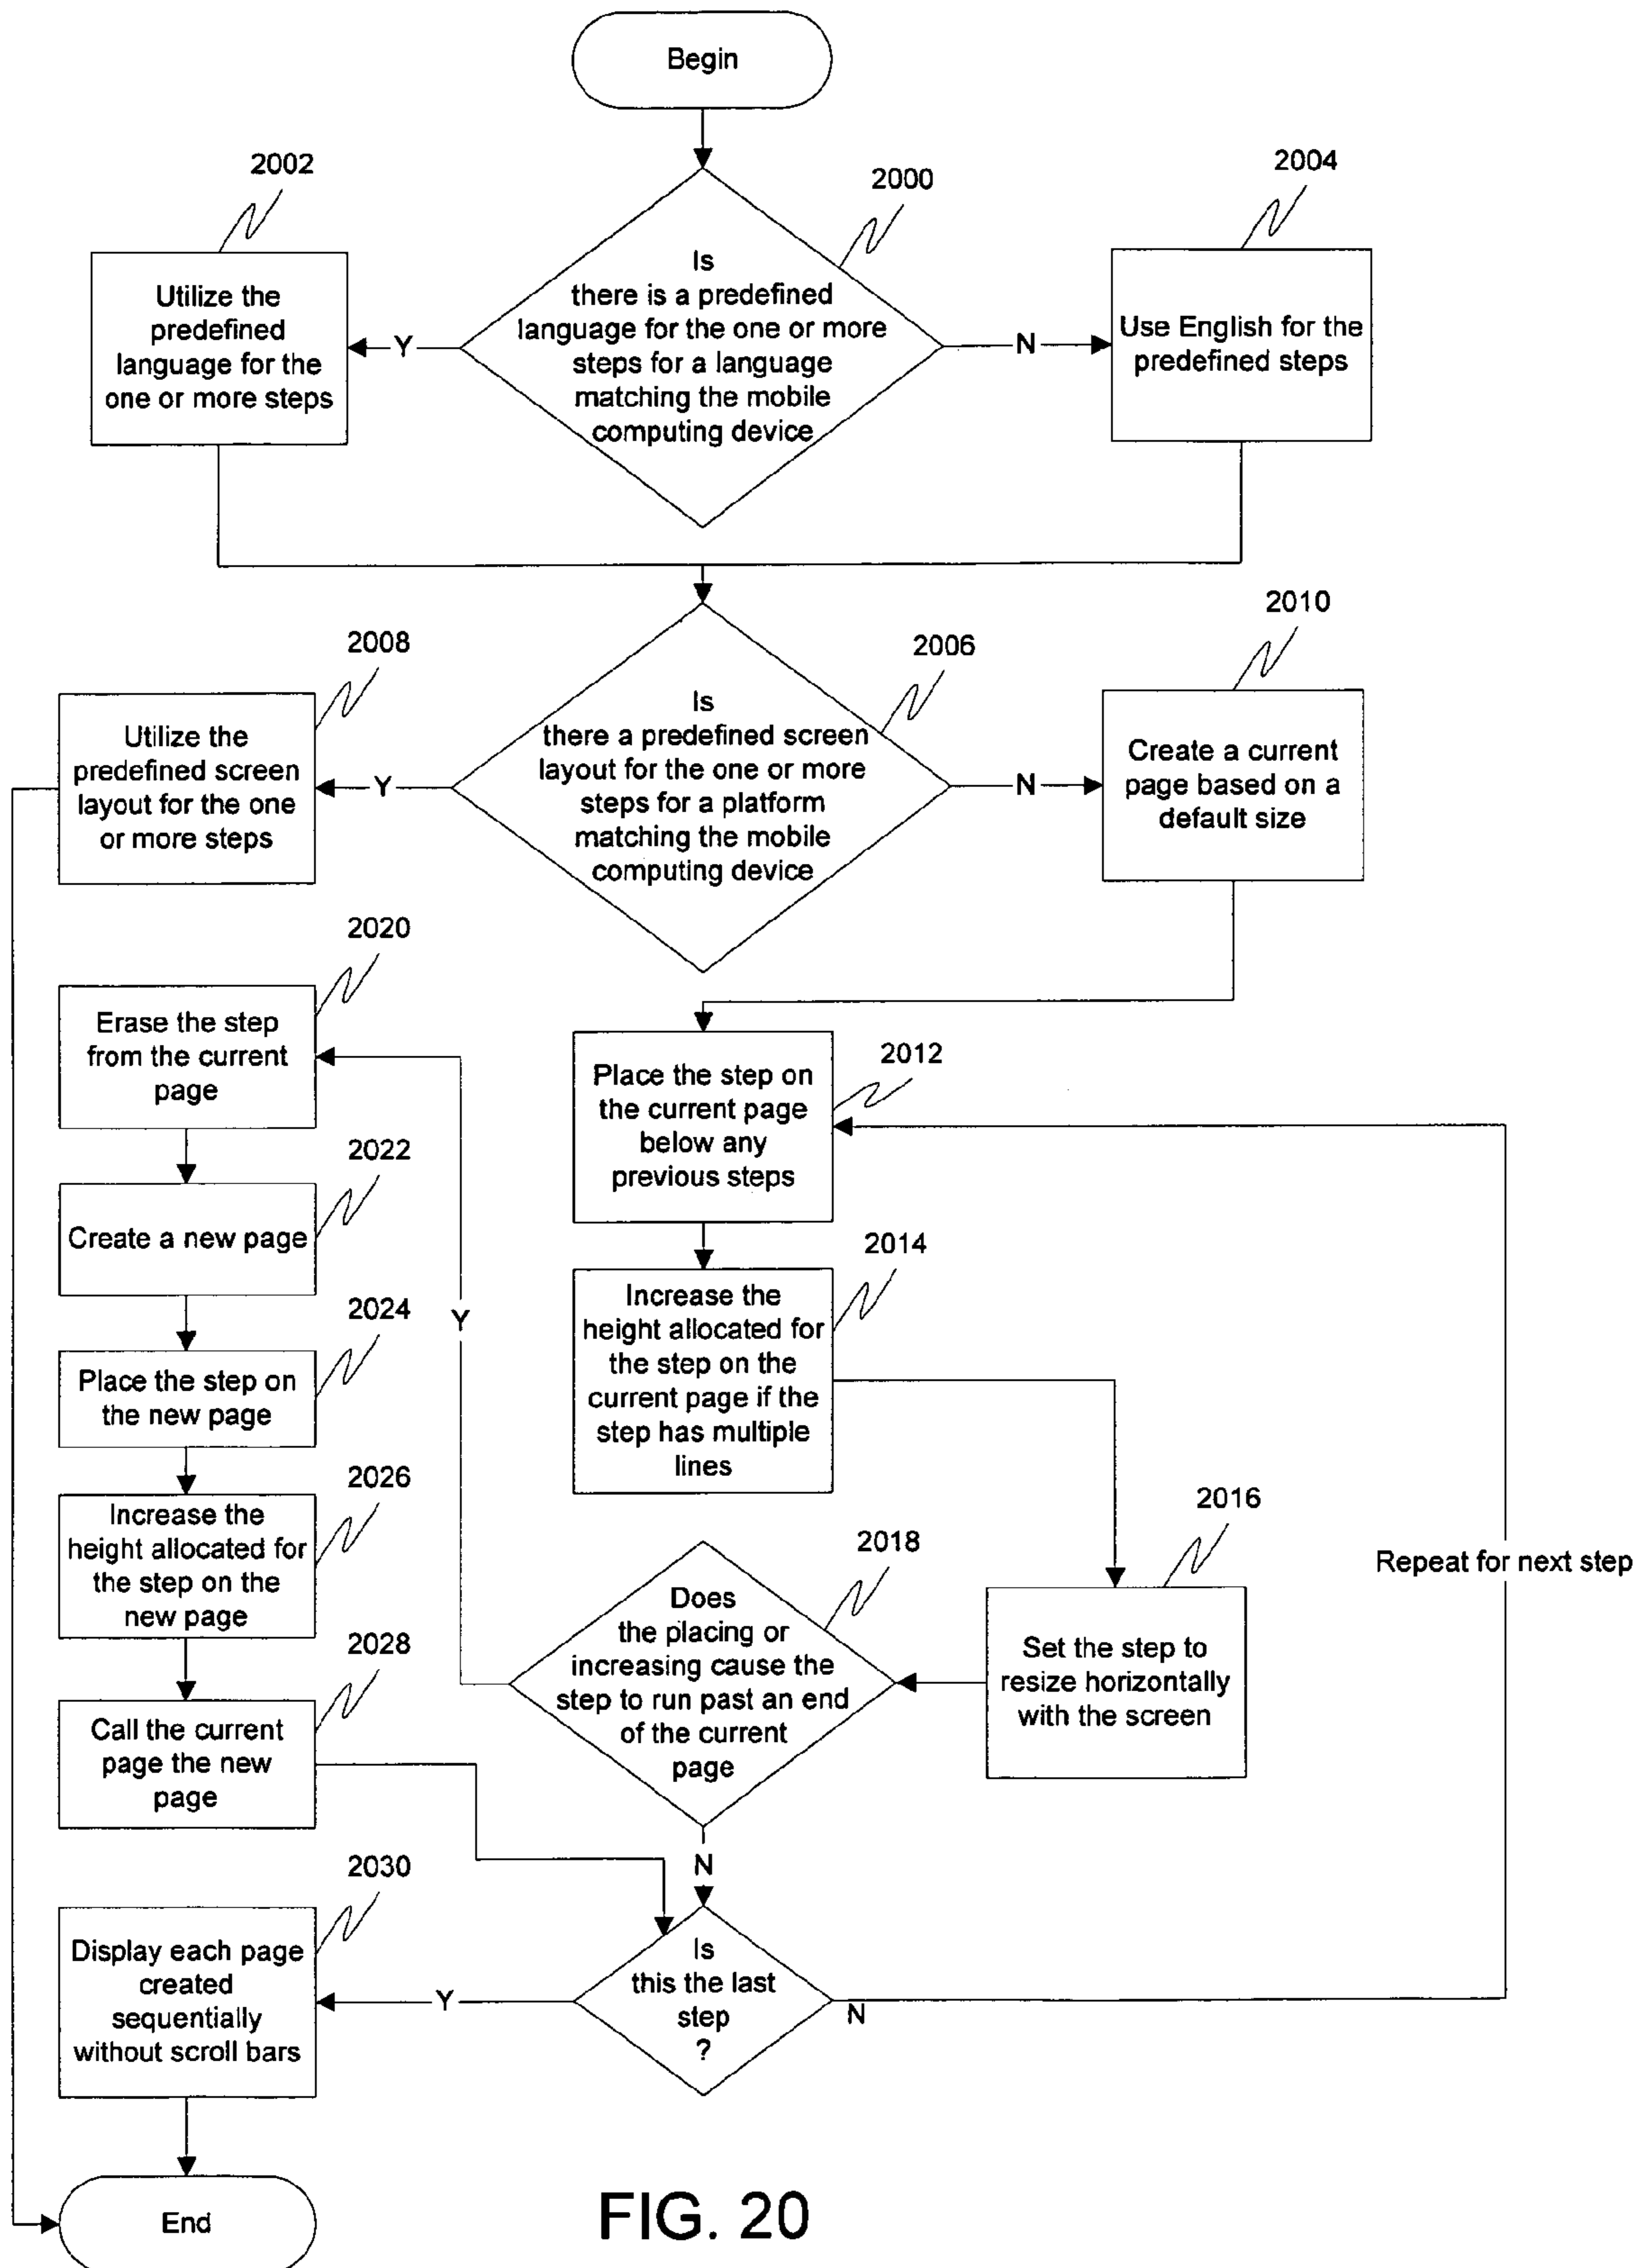 Begin
2002
2000
2004
Utilize the
predefined
language for the
one or more steps
Y
Is
there is a predefined
language for the one or more
steps for a language
matching the mobile
computing device
N
Use English for the
predefined steps
2008
2006
2010
Utilize the
predefined screen
layout for the one
or more steps
Y
Is
there a predefined screen
layout for the one or more
steps for a platform
matching the mobile
computing device
N
Create a current
page based on a
default size
2020
Erase the step
from the current
page
2012
Place the step on
the current page
below any
previous steps
2022
Create a new page
2014
Increase the
height allocated for
the step on the
current page if the
step has multiple
lines
2024
Place the step on
the new page
Y
2026
Increase the
height allocated for
the step on the
new page
2016
Set the step to
resize horizontally
with the screen
Repeat for next step
2018
Does
the placing or
increasing cause the
step to run past an end
of the current
page
2028
Call the current
page the new
page
N
2030
Display each page
created
sequentially
without scroll bars
Y
Is
this the last
step
?
N
End
FIG. 20